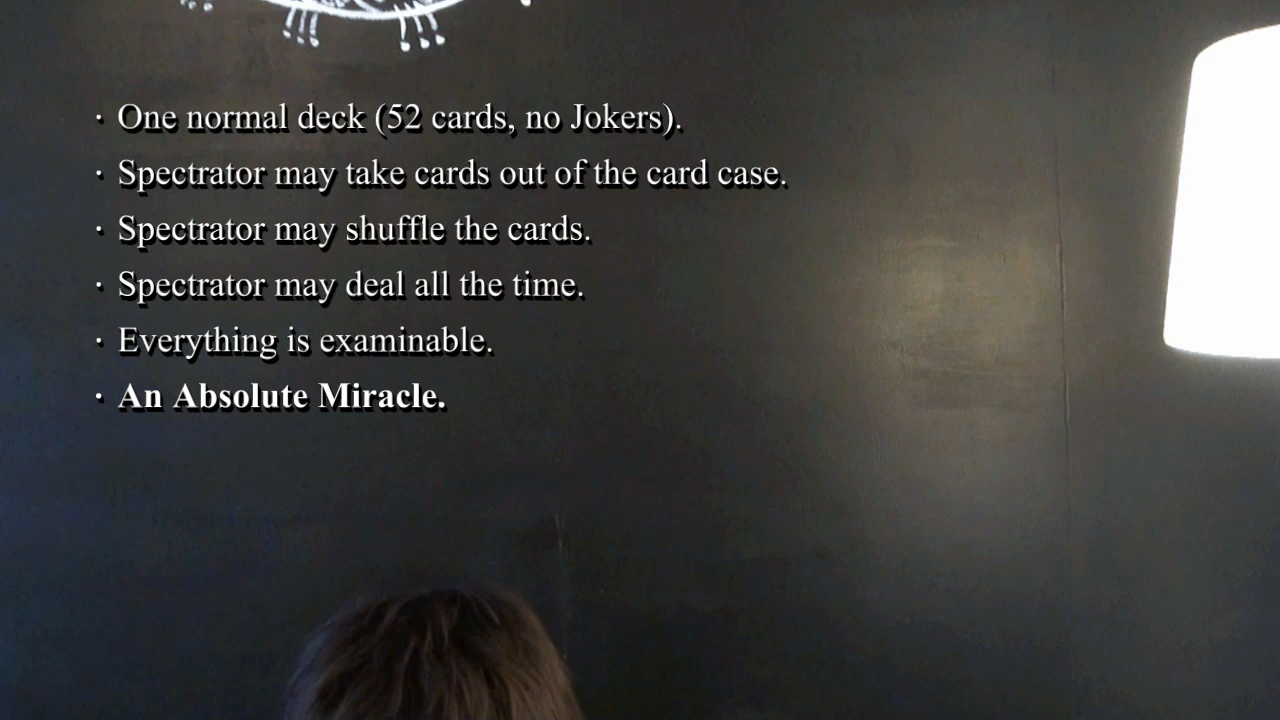 · One normal deck (52 cards, no Jokers).
· Spectrator may take cards out of the card case.
· Spectrator may shuffle the cards.
· Spectrator may deal all the time.
· Everything is examinable.
· An Absolute Miracle.